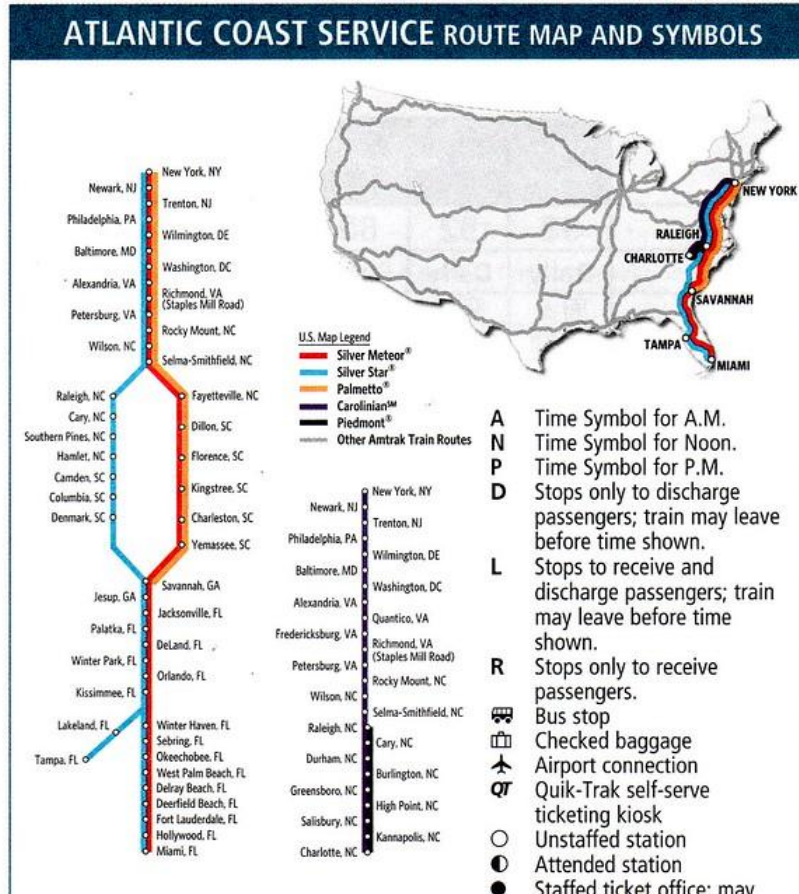 ATLANTIC COAST SERVICE ROUTE MAP AND SYMBOLS
New York, NY
Newark, NJ
Trenton, NJ
Philadelphia, PA
Wilmington, DE
Baltimore, MD
Washington, DC
Alexandria, VA
Richmond, VA
(Staples Mill Road)
Petersburg, VA
Rocky Mount, NC
Wilson, NC
Selma-Smithfield, NC
Raleigh, NC
Cary, NC
Southern Pines, NC
Hamlet, NC
Camden, SC
Columbia, SC
Denmark, SC
Fayetteville, NC
Dillon, SC
Florence, SC
Kingstree, SC
Charleston, SC
Yemassee, SC
Savannah, GA
Jesup, GA
Jacksonville, FL
Palatka, FL
DeLand, FL
Winter Park, FL
Orlando, FL
Kissimmee, FL
Lakeland, FL
Tampa, FL
Winter Haven, FL
Sebring, FL
Okeechobee, FL
West Palm Beach, FL
Delray Beach, FL
Deerfield Beach, FL
Fort Lauderdale, FL
Hollywood, FL
Miami, FL
NEW YORK
RALEIGH
CHARLOTTE
SAVANNAH
TAMPA
MIAMI
U.S. Map Legend
Silver Meteor®
Silver Star®
Palmetto®
Carolinian℠
Piedmont®
Other Amtrak Train Routes
New York, NY
Newark, NJ
Trenton, NJ
Philadelphia, PA
Wilmington, DE
Baltimore, MD
Washington, DC
Alexandria, VA
Quantico, VA
Fredericksburg, VA
Richmond, VA
(Staples Mill Road)
Petersburg, VA
Rocky Mount, NC
Wilson, NC
Selma-Smithfield, NC
Raleigh, NC
Cary, NC
Durham, NC
Burlington, NC
Greensboro, NC
High Point, NC
Salisbury, NC
Kannapolis, NC
Charlotte, NC
A Time Symbol for A.M.
N Time Symbol for Noon.
P Time Symbol for P.M.
D Stops only to discharge
passengers; train may leave
before time shown.
L Stops to receive and
discharge passengers; train
may leave before time
shown.
R Stops only to receive
passengers.
Bus stop
Checked baggage
Airport connection
QT Quik-Trak self-serve
ticketing kiosk
Unstaffed station
Attended station
Staffed ticket office; may